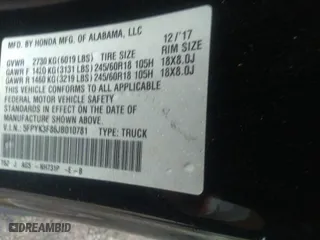 MFD. BY HONDA MFG. OF ALABAMA, LLC 12/'17
GVWR 2730 KG(6019 LBS) TIRE SIZE RIM SIZE
GAWR F 1420 KG(3131 LBS) 245/60R18 105H 18X8.0J
GAWR R 1460 KG(3219 LBS) 245/60R18 105H 18X8.0J
THIS VEHICLE CONFORMS TO ALL APPLICABLE
FEDERAL MOTOR VEHICLE SAFETY STANDARDS
IN EFFECT ON THE DATE OF
MANUFACTURE SHOWN ABOVE.
V.I.N.: 5FPYK3F86JB010781 TYPE: TRUCK
T6Z J AC5 -NH731P -E -B
DREAMBID